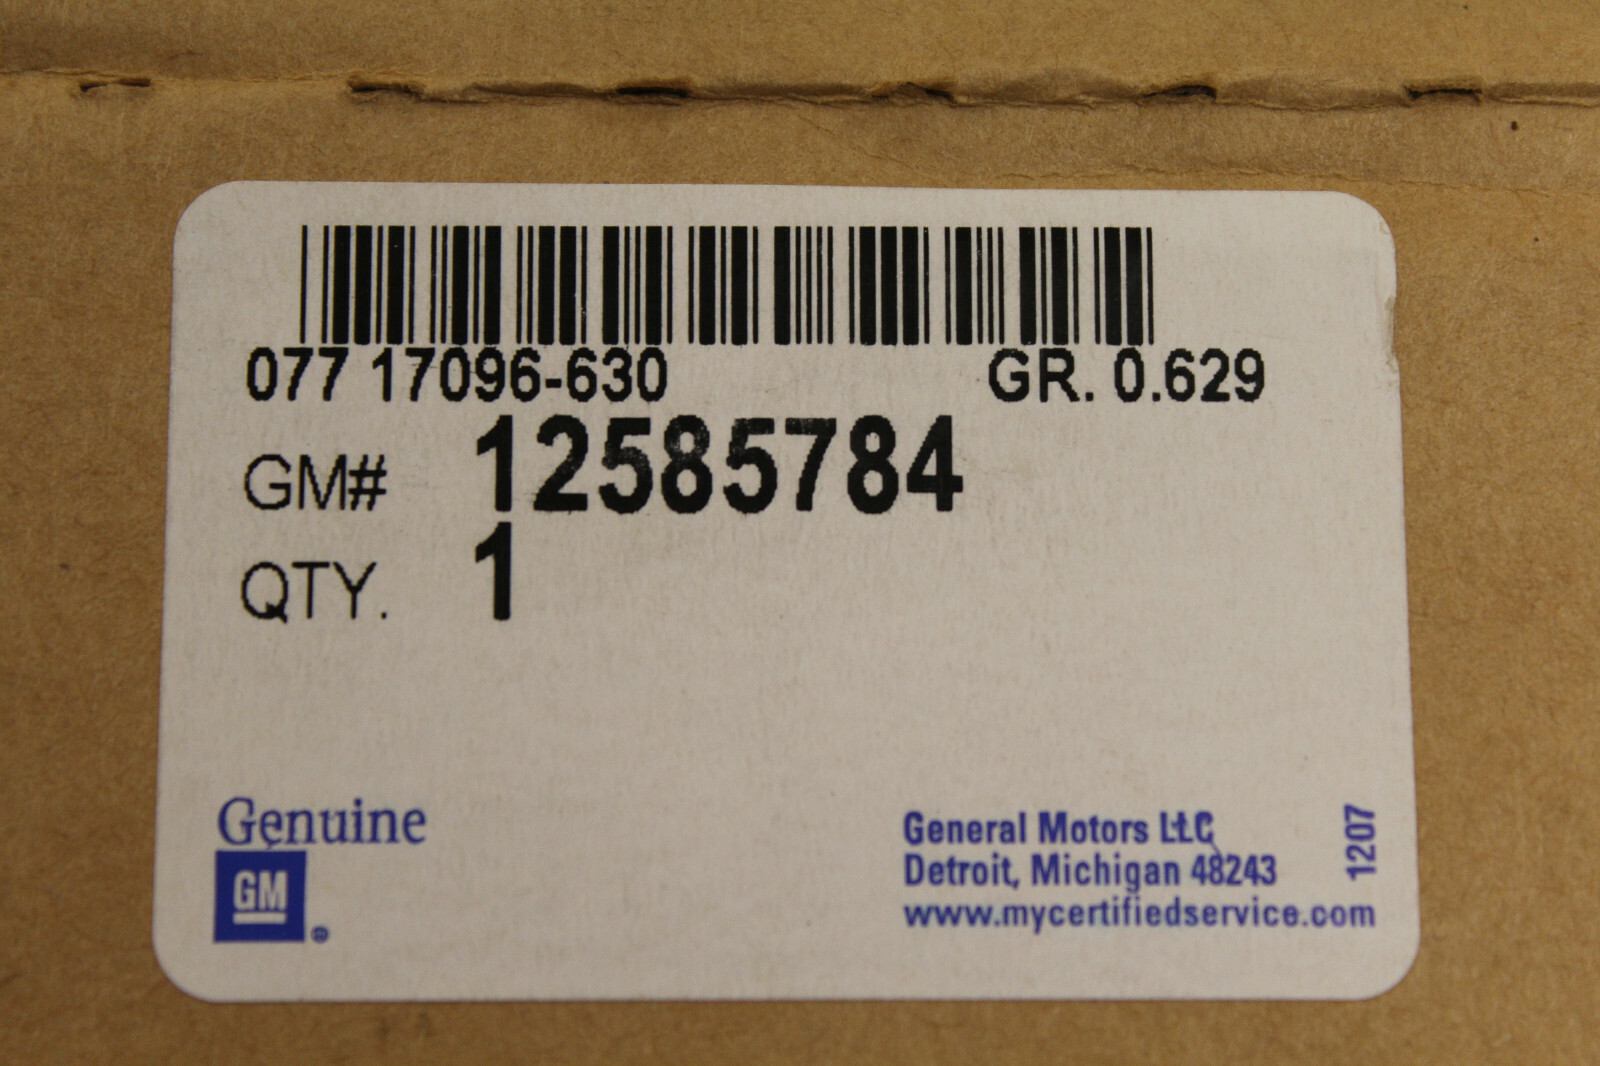 077 17096-630 GR. 0.629
GM# 12585784
QTY. 1
Genuine
GM
®
General Motors LLC
Detroit, Michigan 48243
www.mycertifiedservice.com
1207